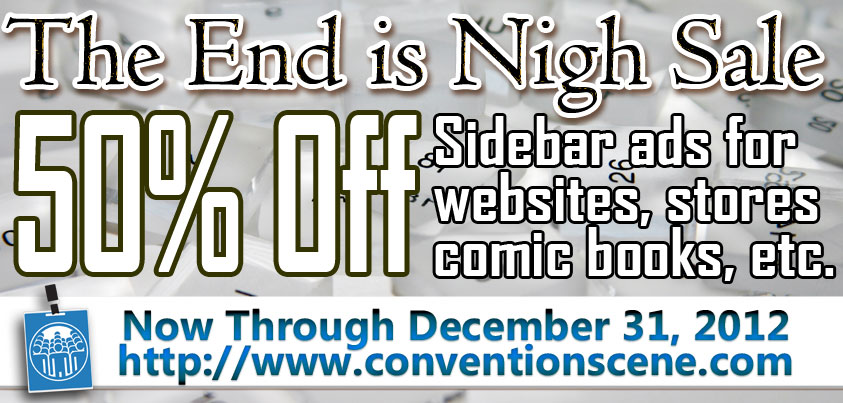 The End is Nigh Sale
50% Off
Sidebar ads for
websites, stores
comic books, etc.
Now Through December 31, 2012
http://www.conventionscene.com